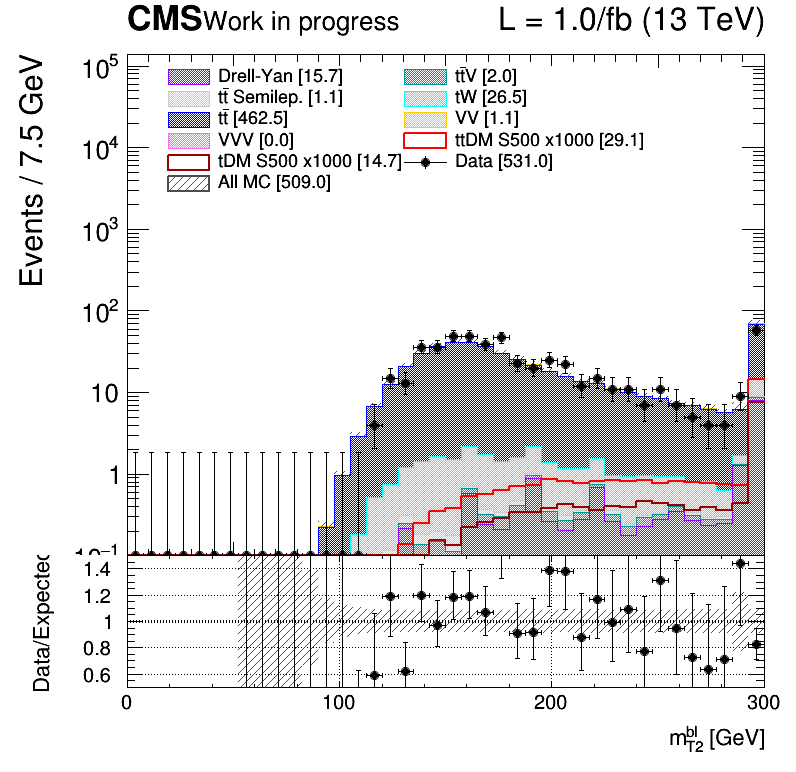 CMS Work in progress L = 1.0/fb (13 TeV)
Events / 7.5 GeV
10⁵
10⁴
10³
10²
10
1
10⁻¹
Drell-Yan [15.7]
tt̄ Semilep. [1.1]
tt̄ [462.5]
VVV [0.0]
tDM S500 x1000 [14.7]
All MC [509.0]
tt̄V [2.0]
tW [26.5]
VV [1.1]
ttDM S500 x1000 [29.1]
Data [531.0]
Data/Expected
1.4
1.2
1
0.8
0.6
0 100 200 300
m_{T2}^{bl} [GeV]